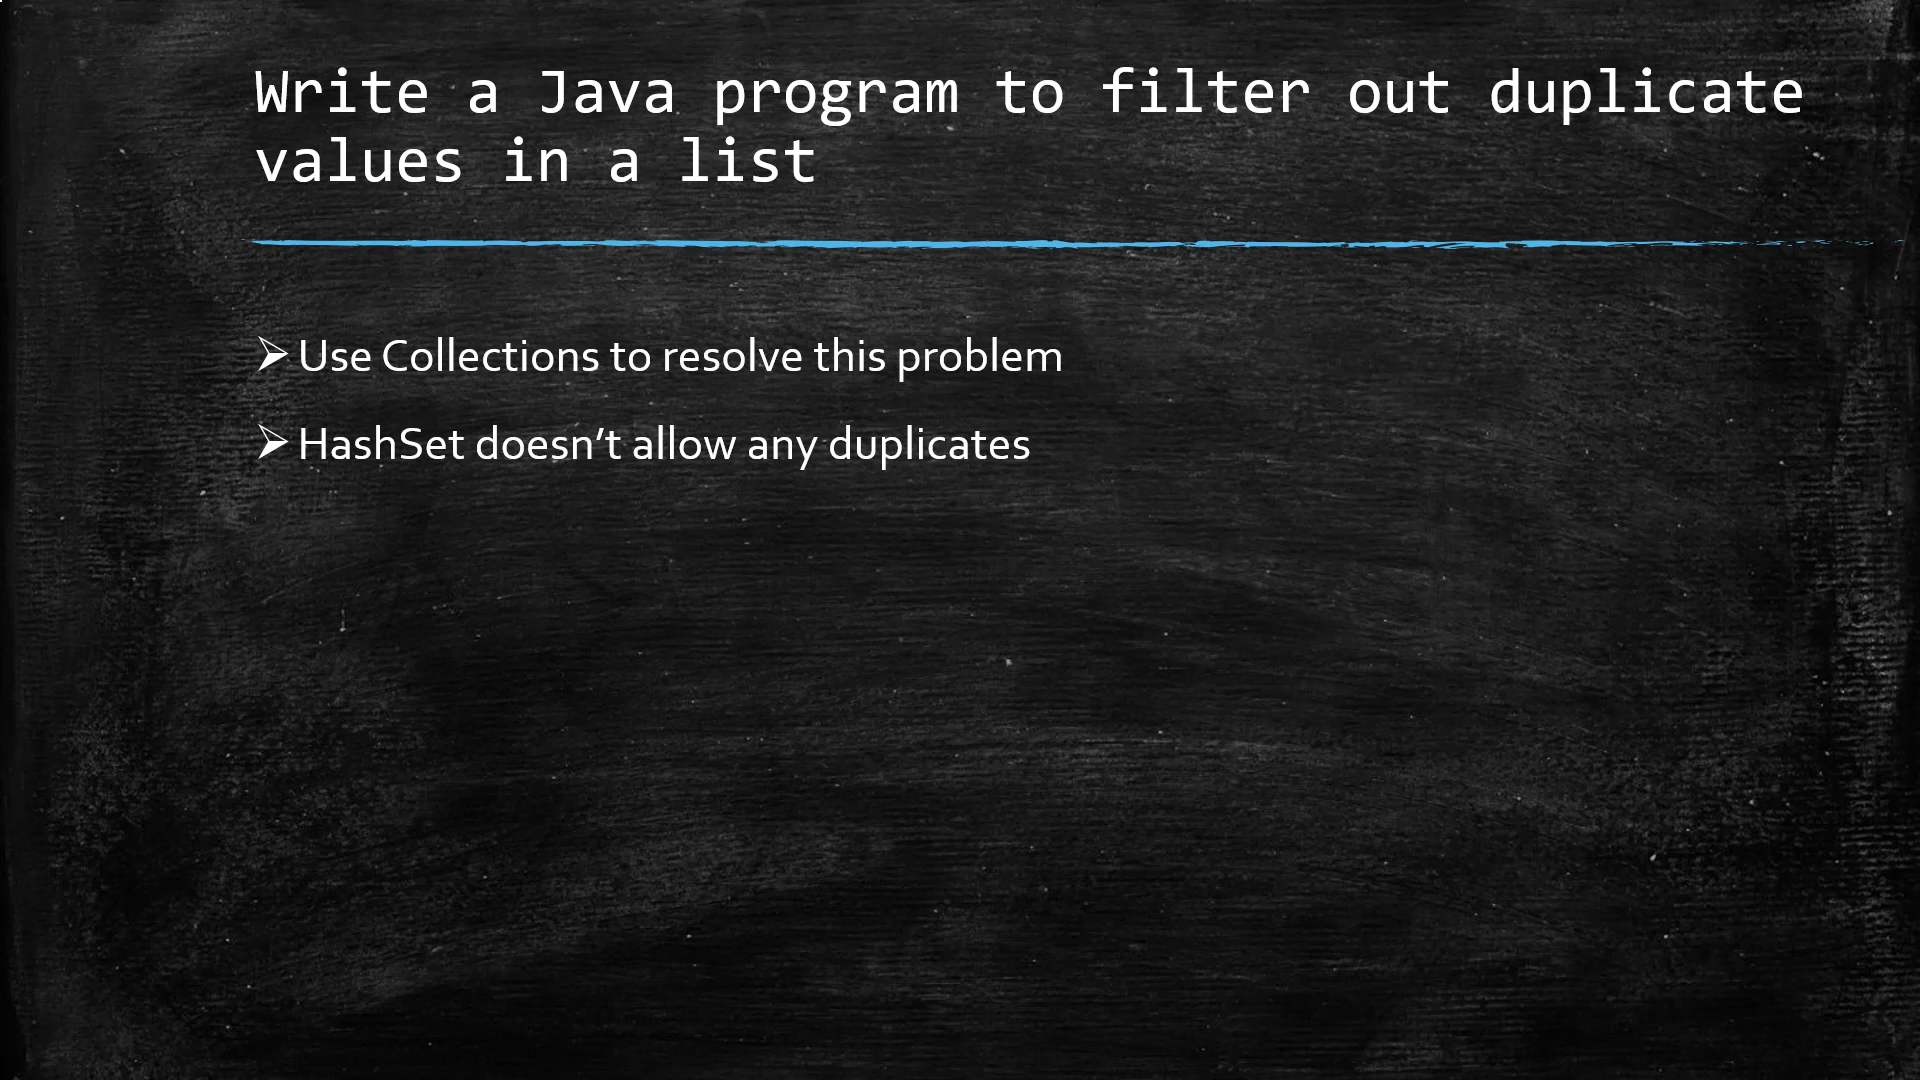 Write a Java program to filter out duplicate
values in a list
➢ Use Collections to resolve this problem
➢ HashSet doesn’t allow any duplicates